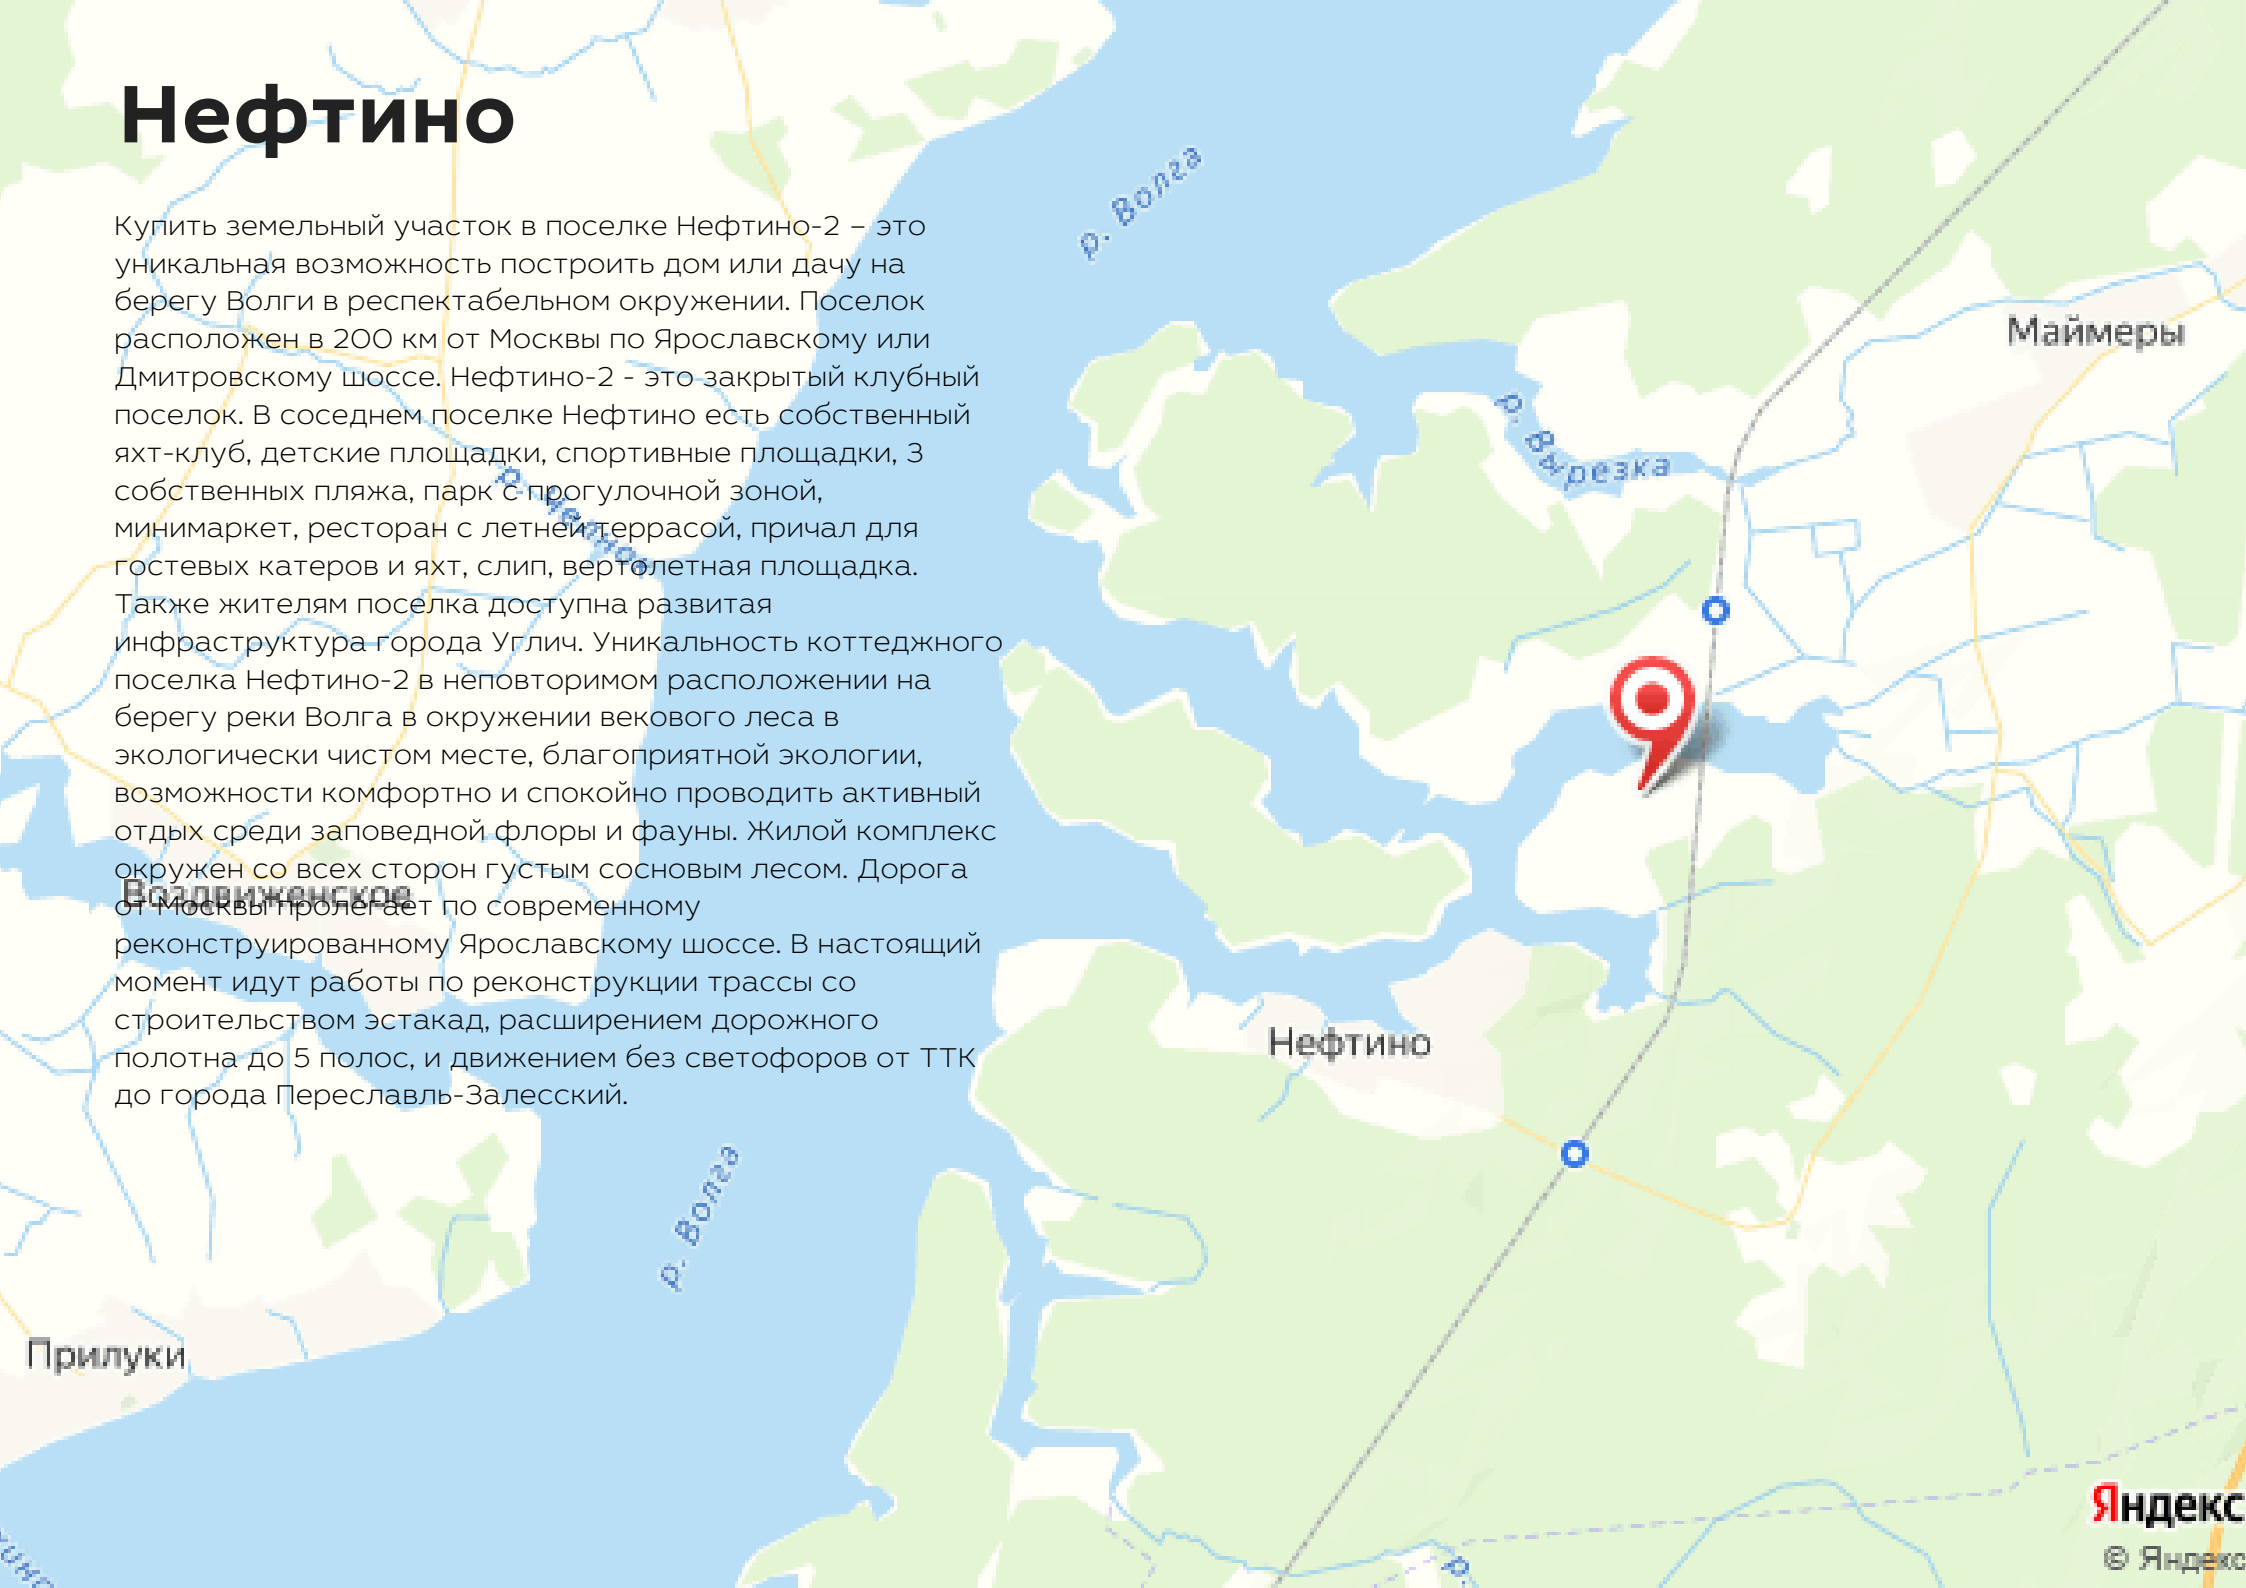 Нефтино
Купить земельный участок в поселке Нефтино-2 – это
уникальная возможность построить дом или дачу на
берегу Волги в респектабельном окружении. Поселок
расположен в 200 км от Москвы по Ярославскому или
Дмитровскому шоссе. Нефтино-2 - это закрытый клубный
поселок. В соседнем поселке Нефтино есть собственный
яхт-клуб, детские площадки, спортивные площадки, 3
собственных пляжа, парк с прогулочной зоной,
минимаркет, ресторан с летней террасой, причал для
гостевых катеров и яхт, слип, вертолетная площадка.
Также жителям поселка доступна развитая
инфраструктура города Углич. Уникальность коттеджного
поселка Нефтино-2 в неповторимом расположении на
берегу реки Волга в окружении векового леса в
экологически чистом месте, благоприятной экологии,
возможности комфортно и спокойно проводить активный
отдых среди заповедной флоры и фауны. Жилой комплекс
окружен со всех сторон густым сосновым лесом. Дорога
от Москвы пролегает по современному
реконструированному Ярославскому шоссе. В настоящий
момент идут работы по реконструкции трассы со
строительством эстакад, расширением дорожного
полотна до 5 полос, и движением без светофоров от ТТК
до города Переславль-Залесский.
р. Волга
Маймеры
р. Вырезка
Воздвиженское
Нефтино
р. Волга
Прилуки
р.
Яндекс
© Яндекс